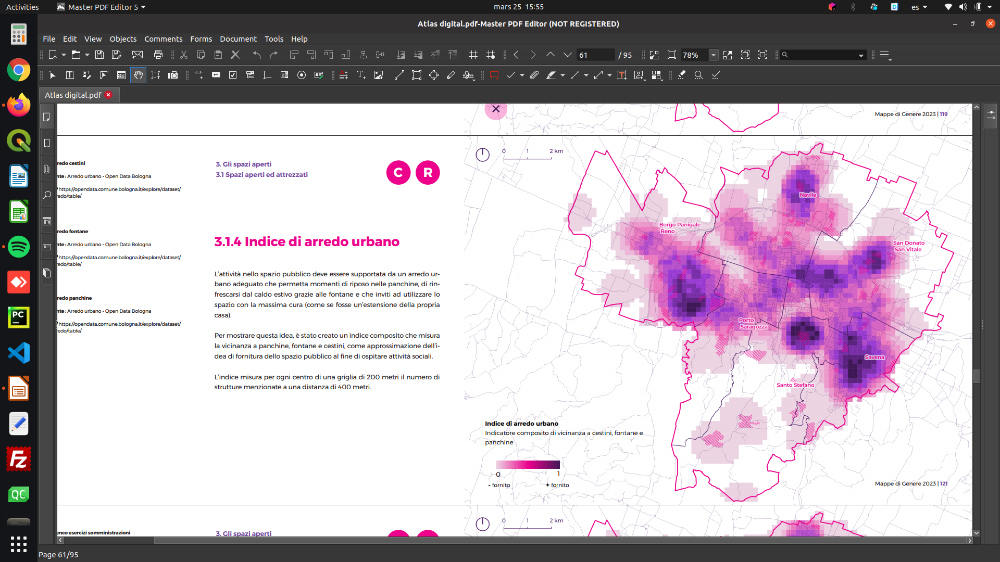 Activities
Master PDF Editor 5
mars 25 15:55
es
Atlas digital.pdf-Master PDF Editor (NOT REGISTERED)
File Edit View Objects Comments Forms Document Tools Help
61 / 95
78%
Atlas digital.pdf
Mappe di Genere 2023 | 119
redo cestini
nte : Arredo urbano - Open Data Bologna
https://opendata.comune.bologna.it/explore/dataset/
redo/table/
redo fontane
nte : Arredo urbano - Open Data Bologna
https://opendata.comune.bologna.it/explore/dataset/
redo/table/
redo panchine
nte : Arredo urbano - Open Data Bologna
https://opendata.comune.bologna.it/explore/dataset/
redo/table/
3. Gli spazi aperti
3.1 Spazi aperti ed attrezzati
C R
3.1.4 Indice di arredo urbano
L'attività nello spazio pubblico deve essere supportata da un arredo ur-
bano adeguato che permetta momenti di riposo nelle panchine, di rin-
frescarsi dal caldo estivo grazie alle fontane e che inviti ad utilizzare lo
spazio con la massima cura (come se fosse un'estensione della propria
casa).
Per mostrare questa idea, è stato creato un indice composito che misura
la vicinanza a panchine, fontane e cestini, come approssimazione dell'i-
dea di fornitura dello spazio pubblico al fine di ospitare attività sociali.
L'indice misura per ogni centro di una griglia di 200 metri il numero di
strutture menzionate a una distanza di 400 metri.
0 1 2 km
Navile
Borgo Panigale
Reno
San Donato
San Vitale
Porto
Saragozza
Savena
Santo Stefano
Indice di arredo urbano
Indicatore composito di vicinanza a cestini, fontane e
panchine
0 1
- fornito + fornito
Mappe di Genere 2023 | 121
enco esercizi somministrazioni
3. Gli spazi aperti
0 1 2 km
Page 61/95
PC
FZ
QC